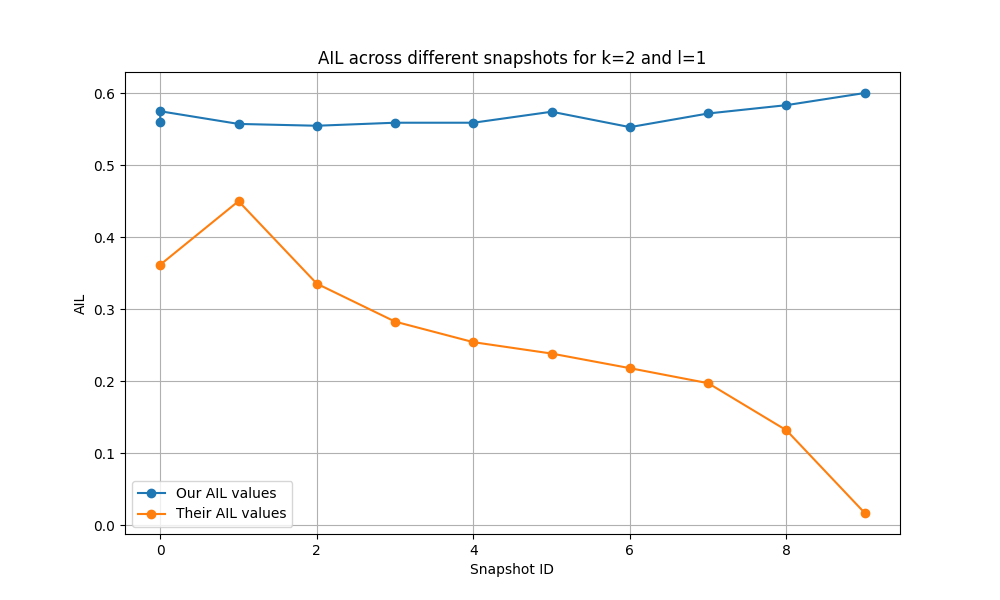 AIL across different snapshots for k=2 and l=1
0.6
0.5
0.4
0.3
0.2
0.1
0.0
AIL
Our AIL values
Their AIL values
0 2 4 6 8
Snapshot ID